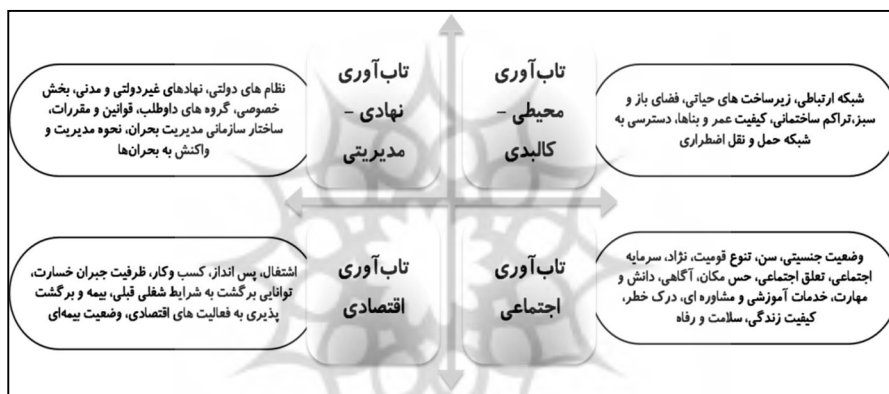 تاب‌آوری
محیطی –
کالبدی
شبکه ارتباطی، زیرساخت های حیاتی، فضای باز و
سبز،تراکم ساختمانی، کیفیت عمر و بناها، دسترسی به
شبکه حمل و نقل اضطراری
تاب‌آوری
نهادی –
مدیریتی
نظام های دولتی، نهادهای غیردولتی و مدنی، بخش
خصوصی، گروه های داوطلب، قوانین و مقررات،
ساختار سازمانی مدیریت بحران، نحوه مدیریت و
واکنش به بحران‌ها
تاب‌آوری
اجتماعی
وضعیت جنسیتی، سن، تنوع قومیت، نژاد، سرمایه
اجتماعی، تعلق اجتماعی، حس مکان، آگاهی، دانش و
مهارت، خدمات آموزشی و مشاوره ای، درک خطر،
کیفیت زندگی، سلامت و رفاه
تاب‌آوری
اقتصادی
اشتغال، پس انداز، کسب وکار، ظرفیت جبران خسارت،
توانایی برگشت به شرایط شغلی قبلی، بیمه و برگشت
پذیری به فعالیت های اقتصادی، وضعیت بیمه‌ای